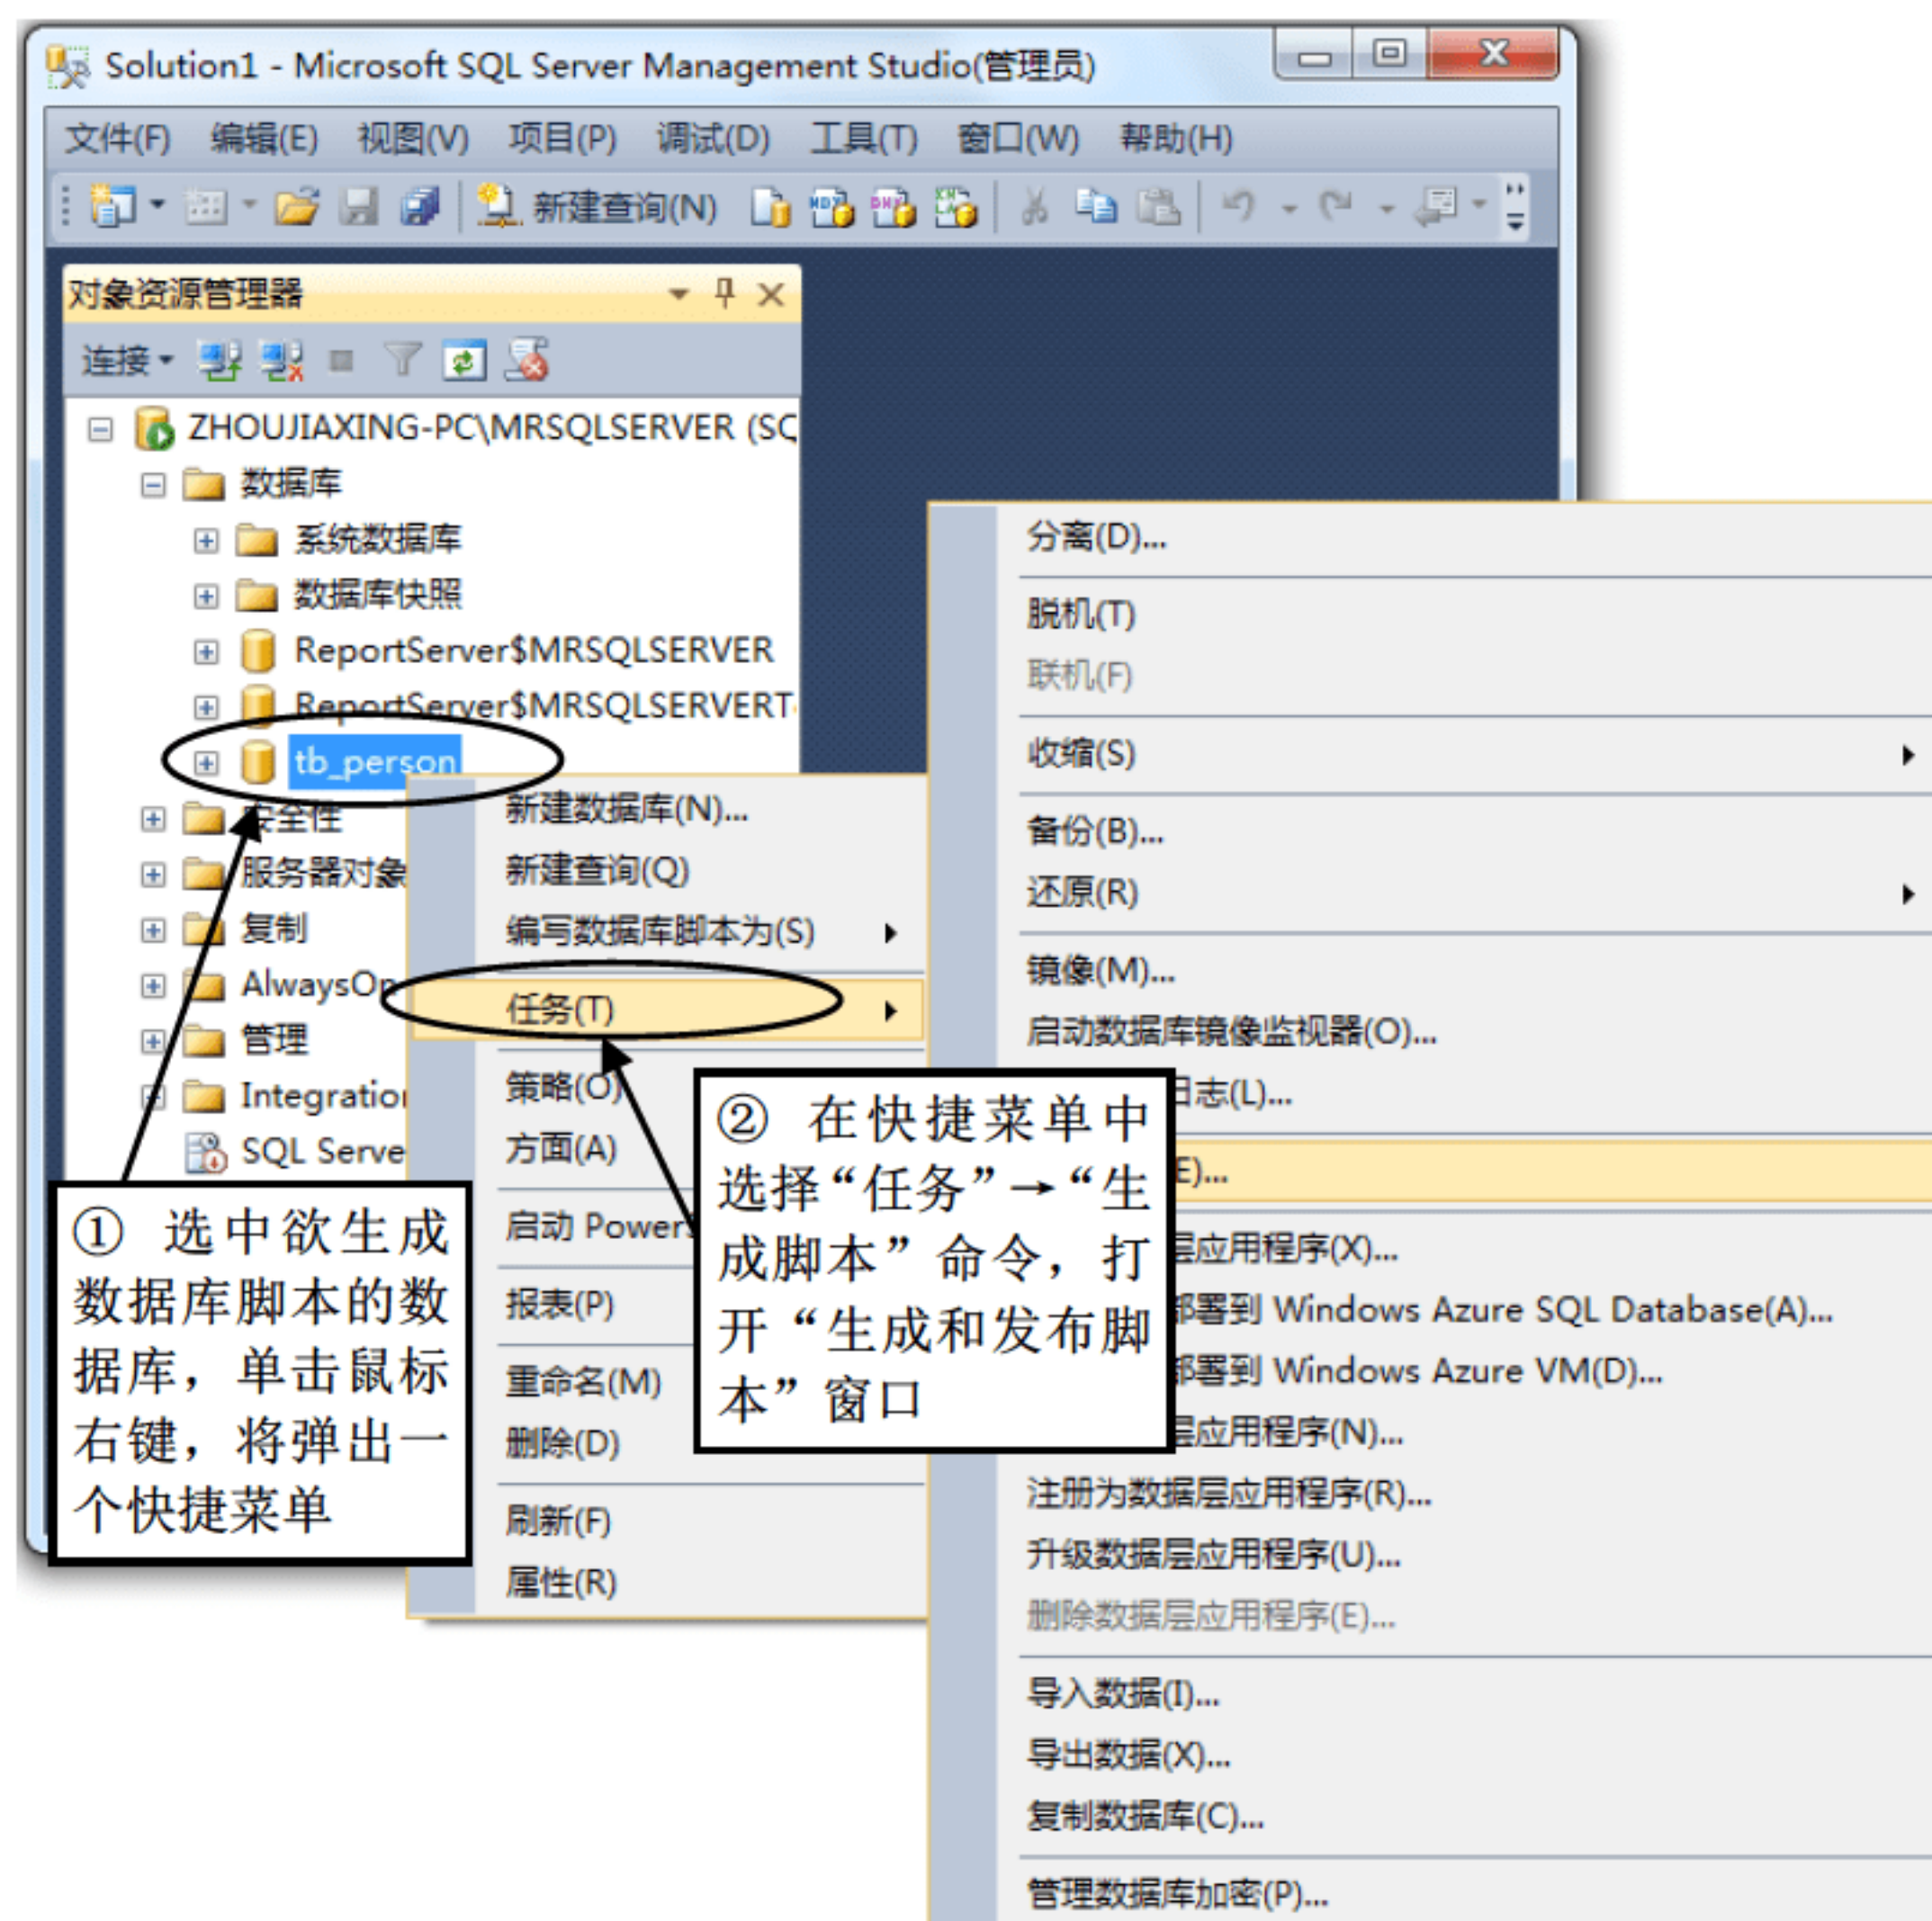 Solution1 - Microsoft SQL Server Management Studio(管理员)
文件(F) 编辑(E) 视图(V) 项目(P) 调试(D) 工具(T) 窗口(W) 帮助(H)
新建查询(N)
对象资源管理器
连接
ZHOUJIAXING-PC\MRSQLSERVER (SQ
数据库
系统数据库
数据库快照
ReportServer$MRSQLSERVER
ReportServer$MRSQLSERVERT
tb_person
安全性
服务器对象
复制
AlwaysOn
管理
Integration
SQL Serve
① 选中欲生成
数据库脚本的数
据库，单击鼠标
右键，将弹出一
个快捷菜单
新建数据库(N)...
新建查询(Q)
编写数据库脚本为(S)
任务(T)
策略(O)
方面(A)
启动 PowerS
报表(P)
重命名(M)
删除(D)
刷新(F)
属性(R)
② 在快捷菜单中
选择“任务”→“生
成脚本”命令，打
开“生成和发布脚
本”窗口
分离(D)...
脱机(T)
联机(F)
收缩(S)
备份(B)...
还原(R)
镜像(M)...
启动数据库镜像监视器(O)...
日志(L)...
E)...
层应用程序(X)...
部署到 Windows Azure SQL Database(A)...
部署到 Windows Azure VM(D)...
层应用程序(N)...
注册为数据层应用程序(R)...
升级数据层应用程序(U)...
删除数据层应用程序(E)...
导入数据(I)...
导出数据(X)...
复制数据库(C)...
管理数据库加密(P)...